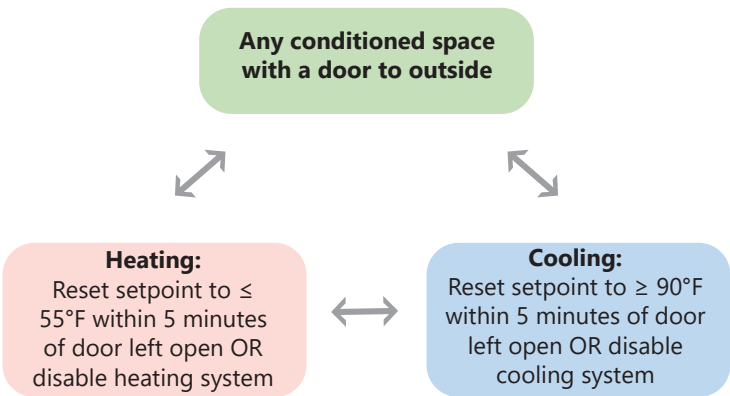 Any conditioned space
with a door to outside
Heating:
Reset setpoint to ≤
55°F within 5 minutes
of door left open OR
disable heating system
Cooling:
Reset setpoint to ≥ 90°F
within 5 minutes of door
left open OR disable
cooling system